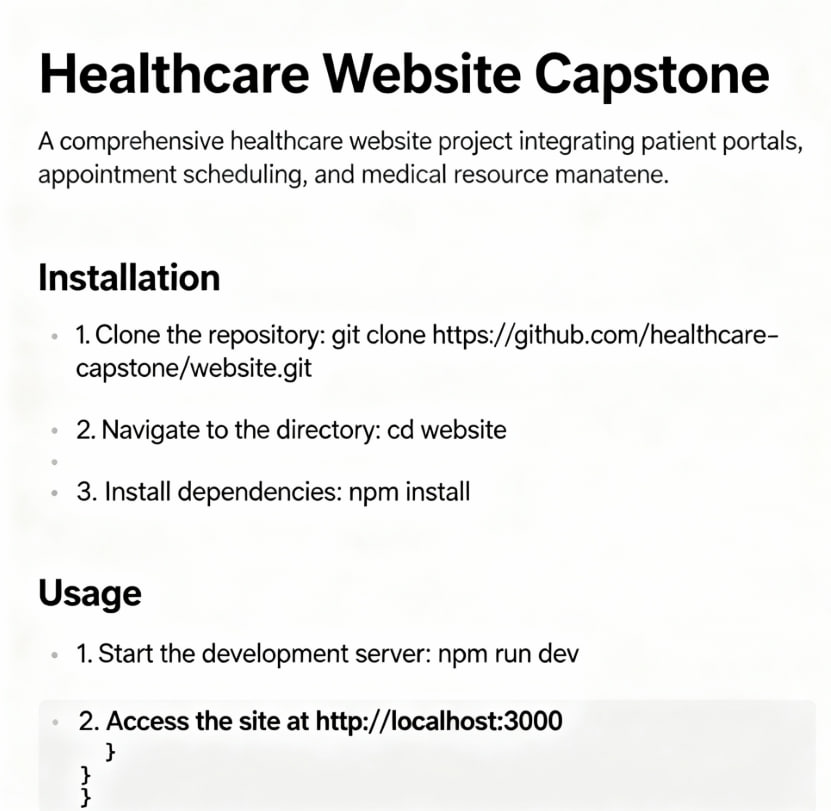 Healthcare Website Capstone
A comprehensive healthcare website project integrating patient portals,
appointment scheduling, and medical resource manatene.
Installation
• 1. Clone the repository: git clone https://github.com/healthcare-
capstone/website.git
• 2. Navigate to the directory: cd website
•
• 3. Install dependencies: npm install
Usage
• 1. Start the development server: npm run dev
• 2. Access the site at http://localhost:3000
}
}
}